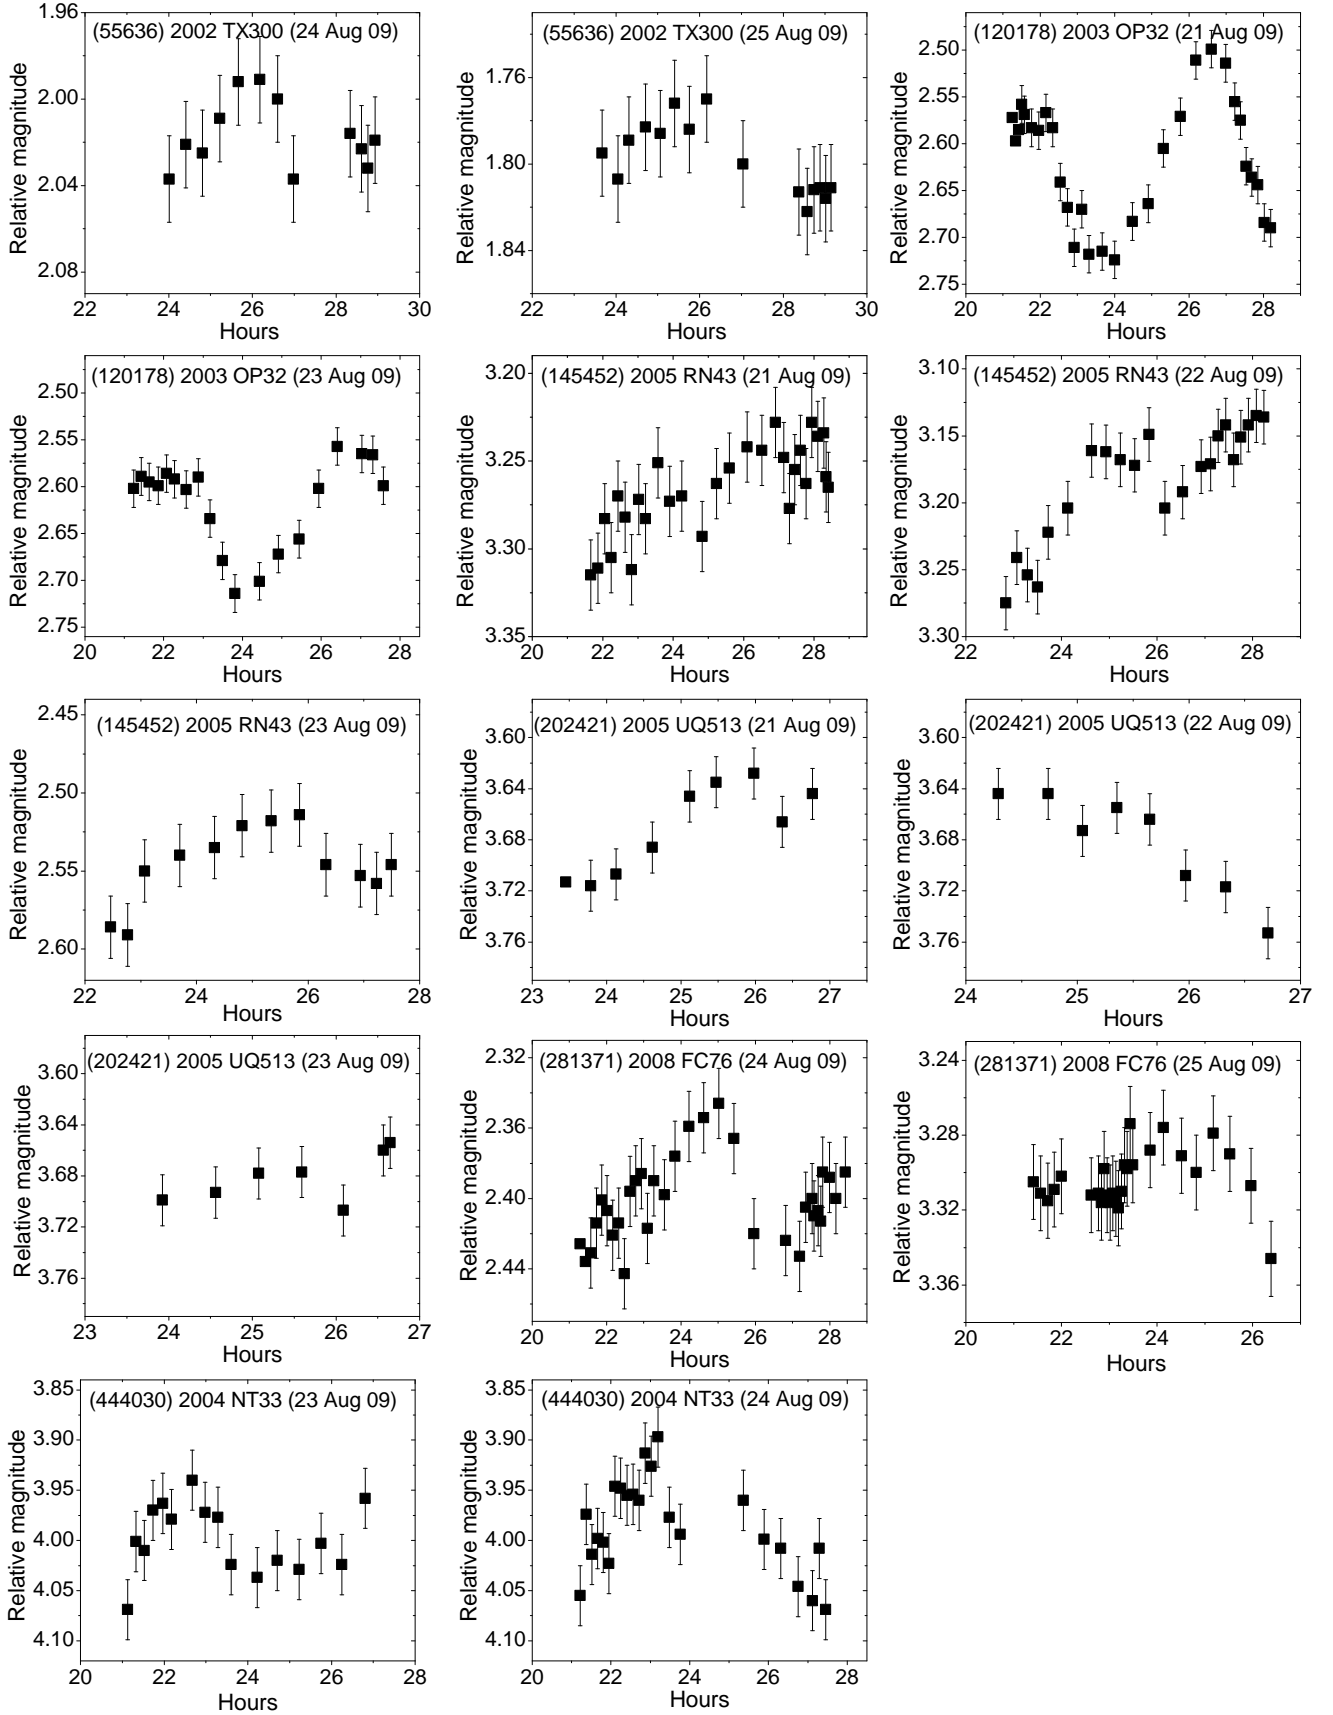 (55636) 2002 TX300 (24 Aug 09)
Relative magnitude
1.96
2.00
2.04
2.08
22 24 26 28 30
Hours
(55636) 2002 TX300 (25 Aug 09)
Relative magnitude
1.76
1.80
1.84
22 24 26 28 30
Hours
(120178) 2003 OP32 (21 Aug 09)
Relative magnitude
2.50
2.55
2.60
2.65
2.70
2.75
20 22 24 26 28
Hours
(120178) 2003 OP32 (23 Aug 09)
Relative magnitude
2.50
2.55
2.60
2.65
2.70
2.75
20 22 24 26 28
Hours
(145452) 2005 RN43 (21 Aug 09)
Relative magnitude
3.20
3.25
3.30
3.35
20 22 24 26 28
Hours
(145452) 2005 RN43 (22 Aug 09)
Relative magnitude
3.10
3.15
3.20
3.25
3.30
22 24 26 28
Hours
(145452) 2005 RN43 (23 Aug 09)
Relative magnitude
2.45
2.50
2.55
2.60
22 24 26 28
Hours
(202421) 2005 UQ513 (21 Aug 09)
Relative magnitude
3.60
3.64
3.68
3.72
3.76
23 24 25 26 27
Hours
(202421) 2005 UQ513 (22 Aug 09)
Relative magnitude
3.60
3.64
3.68
3.72
3.76
24 25 26 27
Hours
(202421) 2005 UQ513 (23 Aug 09)
Relative magnitude
3.60
3.64
3.68
3.72
3.76
23 24 25 26 27
Hours
(281371) 2008 FC76 (24 Aug 09)
Relative magnitude
2.32
2.36
2.40
2.44
20 22 24 26 28
Hours
(281371) 2008 FC76 (25 Aug 09)
Relative magnitude
3.24
3.28
3.32
3.36
20 22 24 26
Hours
(444030) 2004 NT33 (23 Aug 09)
Relative magnitude
3.85
3.90
3.95
4.00
4.05
4.10
20 22 24 26 28
Hours
(444030) 2004 NT33 (24 Aug 09)
Relative magnitude
3.85
3.90
3.95
4.00
4.05
4.10
20 22 24 26 28
Hours